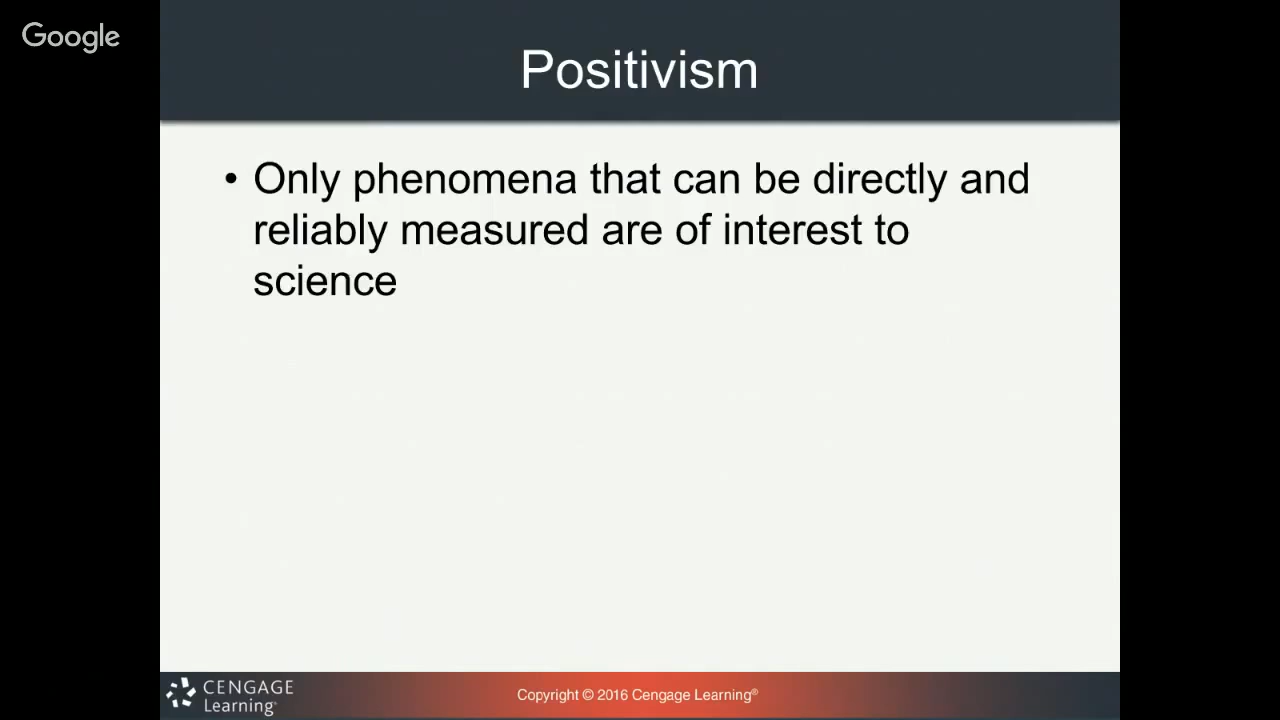 Google
Positivism
• Only phenomena that can be directly and
reliably measured are of interest to
science
CENGAGE
Learning
Copyright © 2016 Cengage Learning®